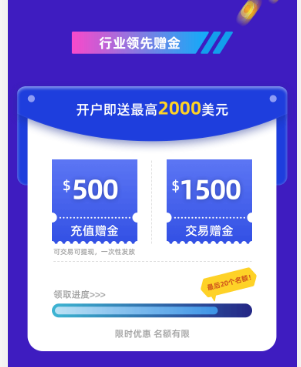 行业领先赠金
开户即送最高2000美元
$500
充值赠金
$1500
交易赠金
可交易可提现，一次性发放
最后20个名额!
领取进度>>>
限时优惠 名额有限